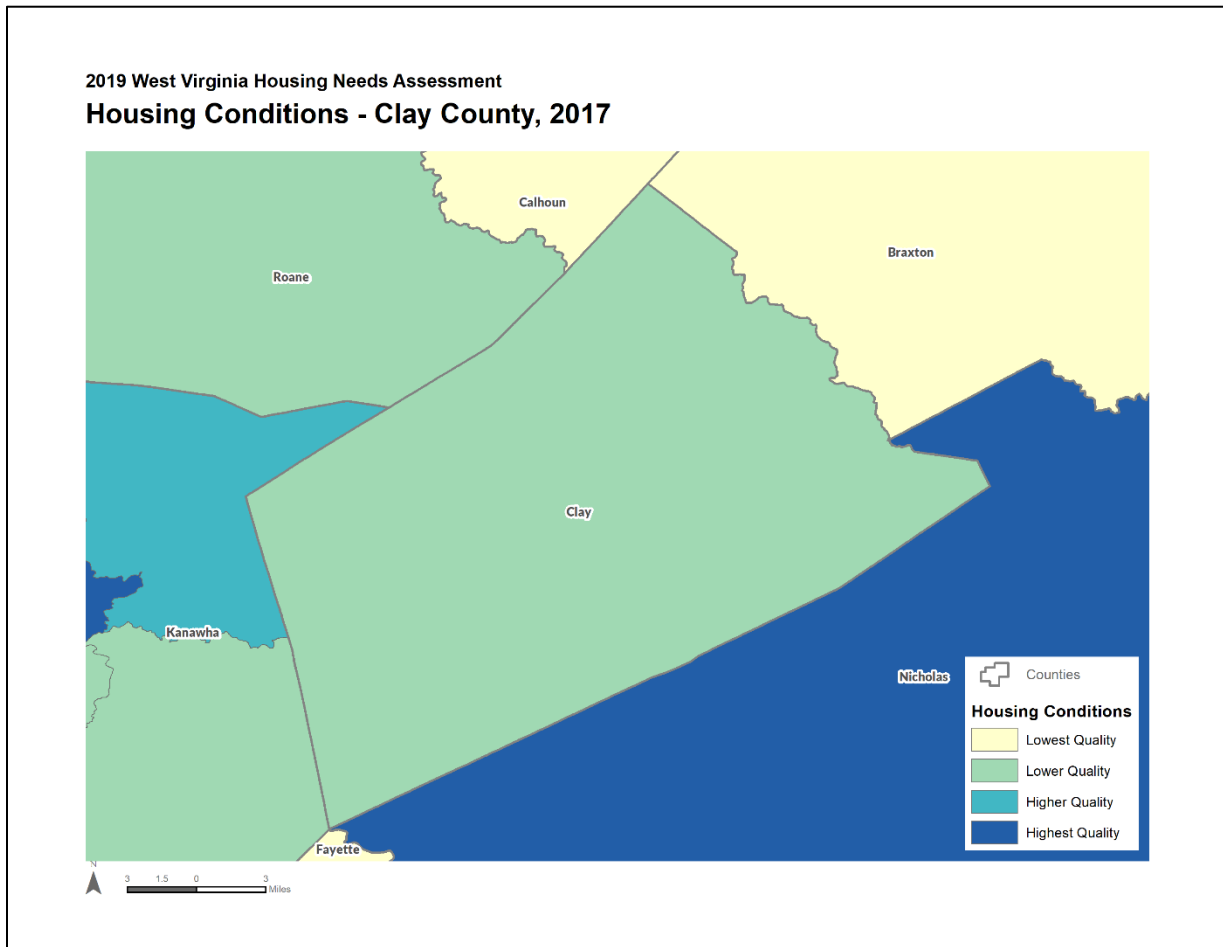 2019 West Virginia Housing Needs Assessment
Housing Conditions - Clay County, 2017
Calhoun
Braxton
Roane
Clay
Kanawha
Nicholas
Fayette
Counties
Housing Conditions
Lowest Quality
Lower Quality
Higher Quality
Highest Quality
N
3 1.5 0 3
Miles